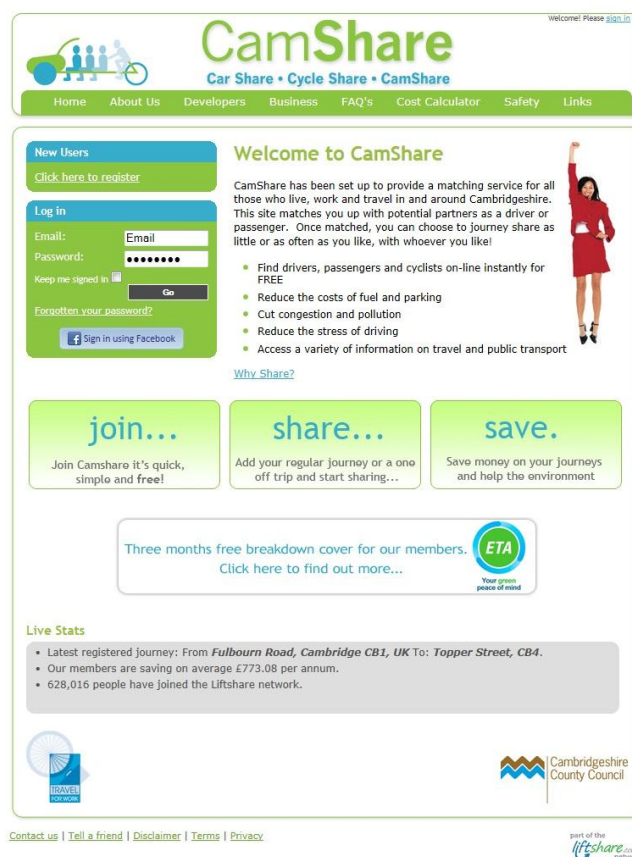 Welcome! Please sign in
CamShare
Car Share • Cycle Share • CamShare
Home About Us Developers Business FAQ's Cost Calculator Safety Links
New Users
Click here to register
Log in
Email: Email
Password: ••••••••
Keep me signed in
Go
Forgotten your password?
Sign in using Facebook
Welcome to CamShare
CamShare has been set up to provide a matching service for all
those who live, work and travel in and around Cambridgeshire.
This site matches you up with potential partners as a driver or
passenger. Once matched, you can choose to journey share as
little or as often as you like, with whoever you like!
• Find drivers, passengers and cyclists on-line instantly for
FREE
• Reduce the costs of fuel and parking
• Cut congestion and pollution
• Reduce the stress of driving
• Access a variety of information on travel and public transport
Why Share?
join...
Join Camshare it's quick,
simple and free!
share...
Add your regular journey or a one
off trip and start sharing...
save.
Save money on your journeys
and help the environment
Three months free breakdown cover for our members.
Click here to find out more...
ETA
Your green
peace of mind
Live Stats
• Latest registered journey: From Fulbourn Road, Cambridge CB1, UK To: Topper Street, CB4.
• Our members are saving on average £773.08 per annum.
• 628,016 people have joined the Liftshare network.
TRAVEL
FOR WORK
Cambridgeshire
County Council
Contact us | Tell a friend | Disclaimer | Terms | Privacy
part of the
liftshare.co